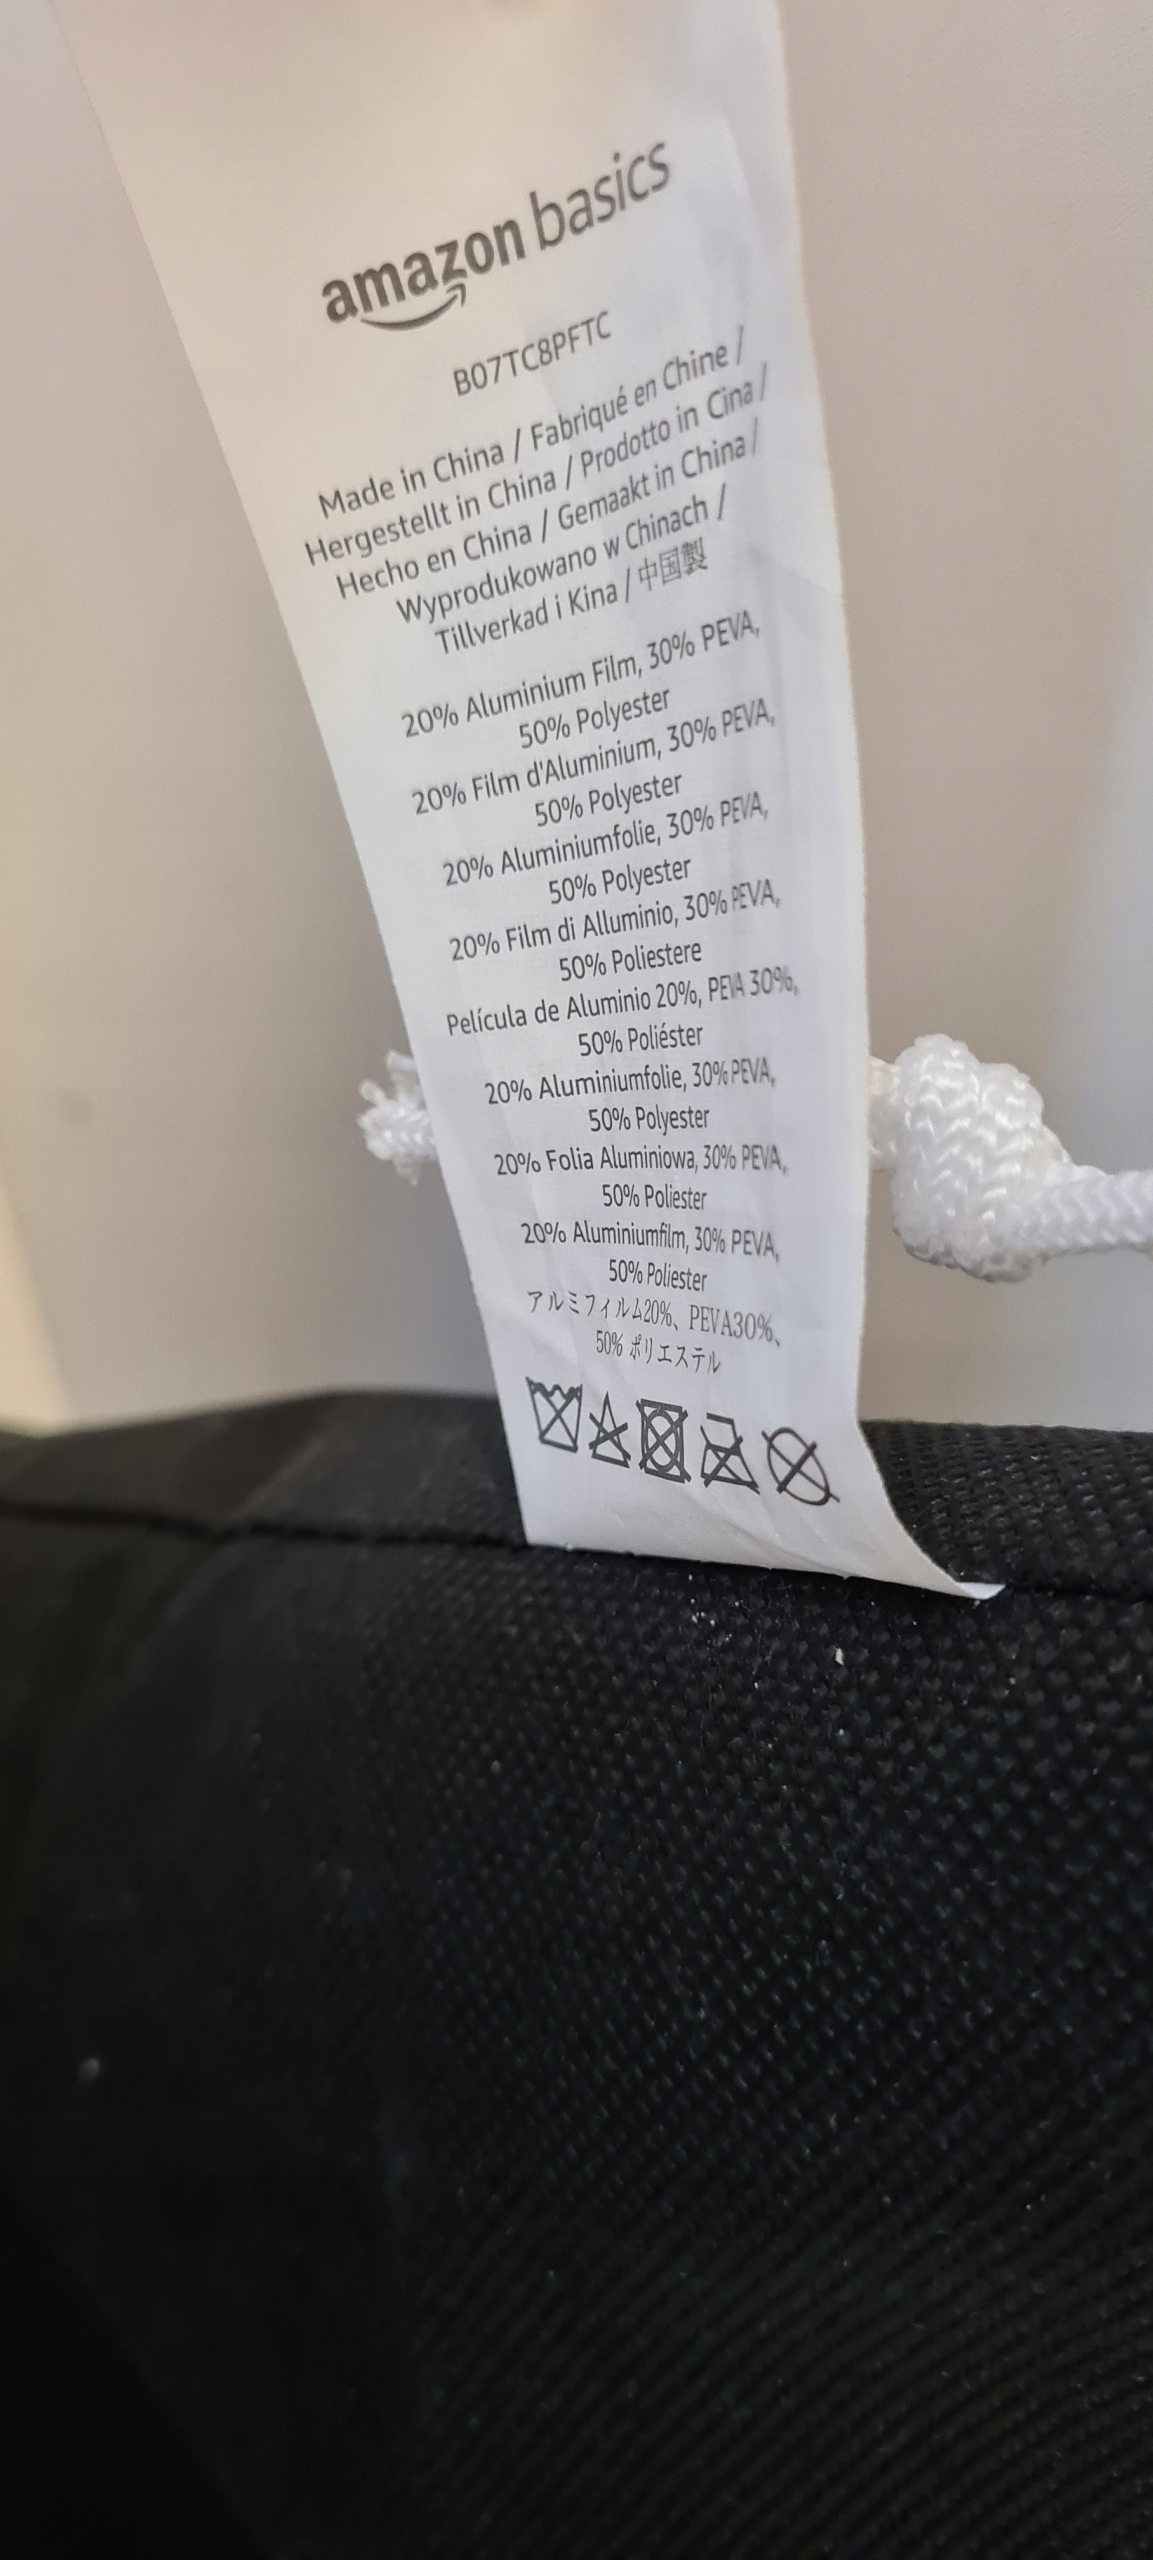 amazon basics
B07TC8PFTC
Made in China / Fabriqué en Chine /
Hergestellt in China / Prodotto in Cina /
Hecho en China / Gemaakt in China /
Wyprodukowano w Chinach /
Tillverkad i Kina / 中国製
20% Aluminium Film, 30% PEVA,
50% Polyester
20% Film d'Aluminium, 30% PEVA,
50% Polyester
20% Aluminiumfolie, 30% PEVA,
50% Polyester
20% Film di Alluminio, 30% PEVA,
50% Poliestere
Película de Aluminio 20%, PEVA 30%,
50% Poliéster
20% Aluminiumfolie, 30% PEVA,
50% Polyester
20% Folia Aluminiowa, 30% PEVA,
50% Poliester
20% Aluminiumfilm, 30% PEVA,
50% Poliester
アルミフィルム20%、PEVA30%、
50% ポリエステル